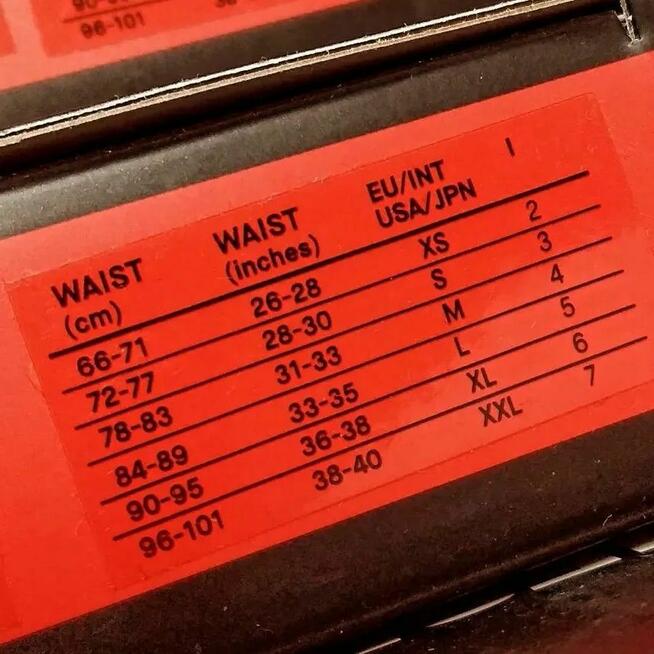 96-101
WAIST (cm) WAIST (inches) EU/INT USA/JPN I
66-71 26-28 XS 2
72-77 28-30 S 3
78-83 31-33 M 4
84-89 33-35 L 5
90-95 36-38 XL 6
96-101 38-40 XXL 7